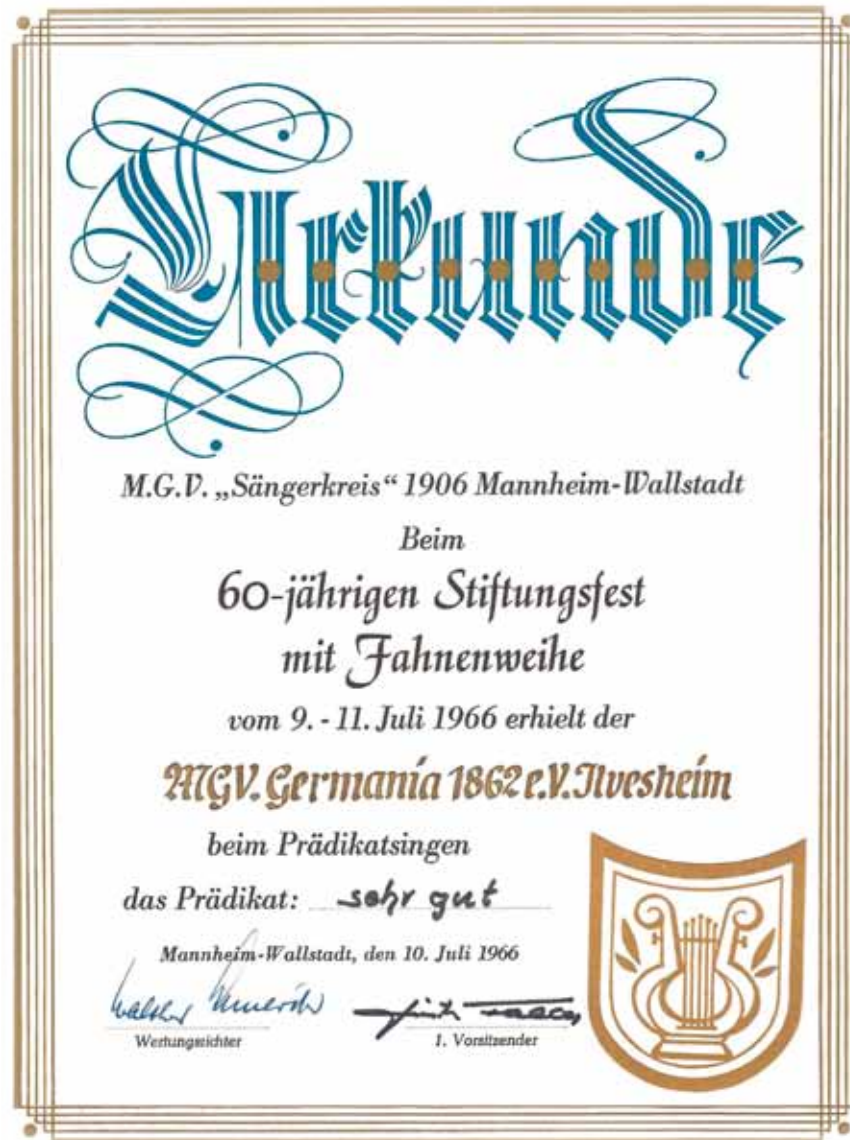 Urkunde
M.G.V. „Sängerkreis“ 1906 Mannheim-Wallstadt
Beim
60-jährigen Stiftungsfest
mit Fahnenweihe
vom 9. - 11. Juli 1966 erhielt der
MGV. Germania 1862 e.V. Ilvesheim
beim Prädikatsingen
das Prädikat: sehr gut
Mannheim-Wallstadt, den 10. Juli 1966
Wertungsrichter 1. Vorsitzender